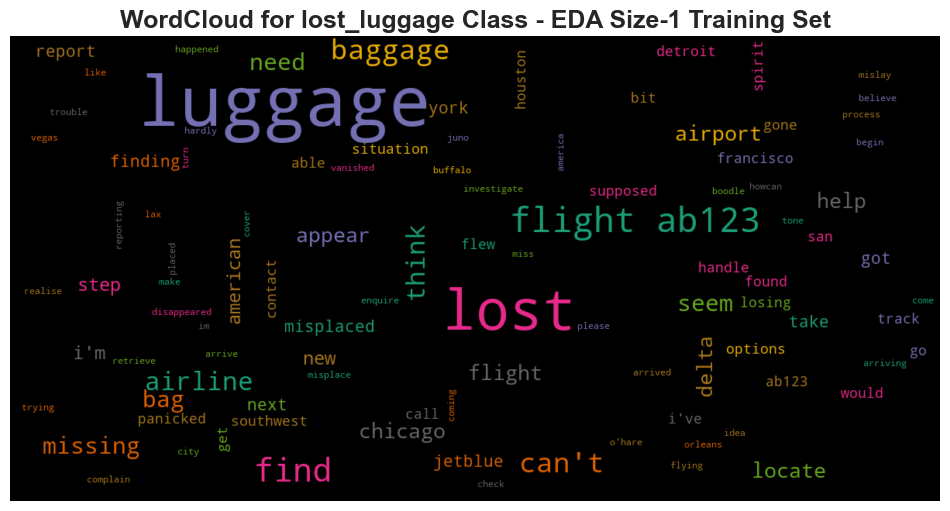 WordCloud for lost_luggage Class - EDA Size-1 Training Set
report
happened
need
baggage
detroit
spirit
like
houston
mislay
luggage
bit
believe
trouble
york
process
vegas
hardly
juno
airport
gone
begin
finding
turn
able
situation
vanished
buffalo
america
francisco
investigate
supposed
boodle
howcan
help
lax
reporting
cover
appear
think
flew
flight ab123
miss
tone
san
got
placed
step
make
american
contact
handle
found
realise
enquire
disappeared
im
misplaced
lost
please
seem
losing
take
track
come
i'm
retrieve
arrive
new
misplace
flight
delta
options
go
arriving
airline
arrived
ab123
would
trying
bag
next
call
coming
i've
panicked
southwest
chicago
idea
missing
city
get
o'hare
orleans
complain
find
jetblue
can't
flying
locate
check